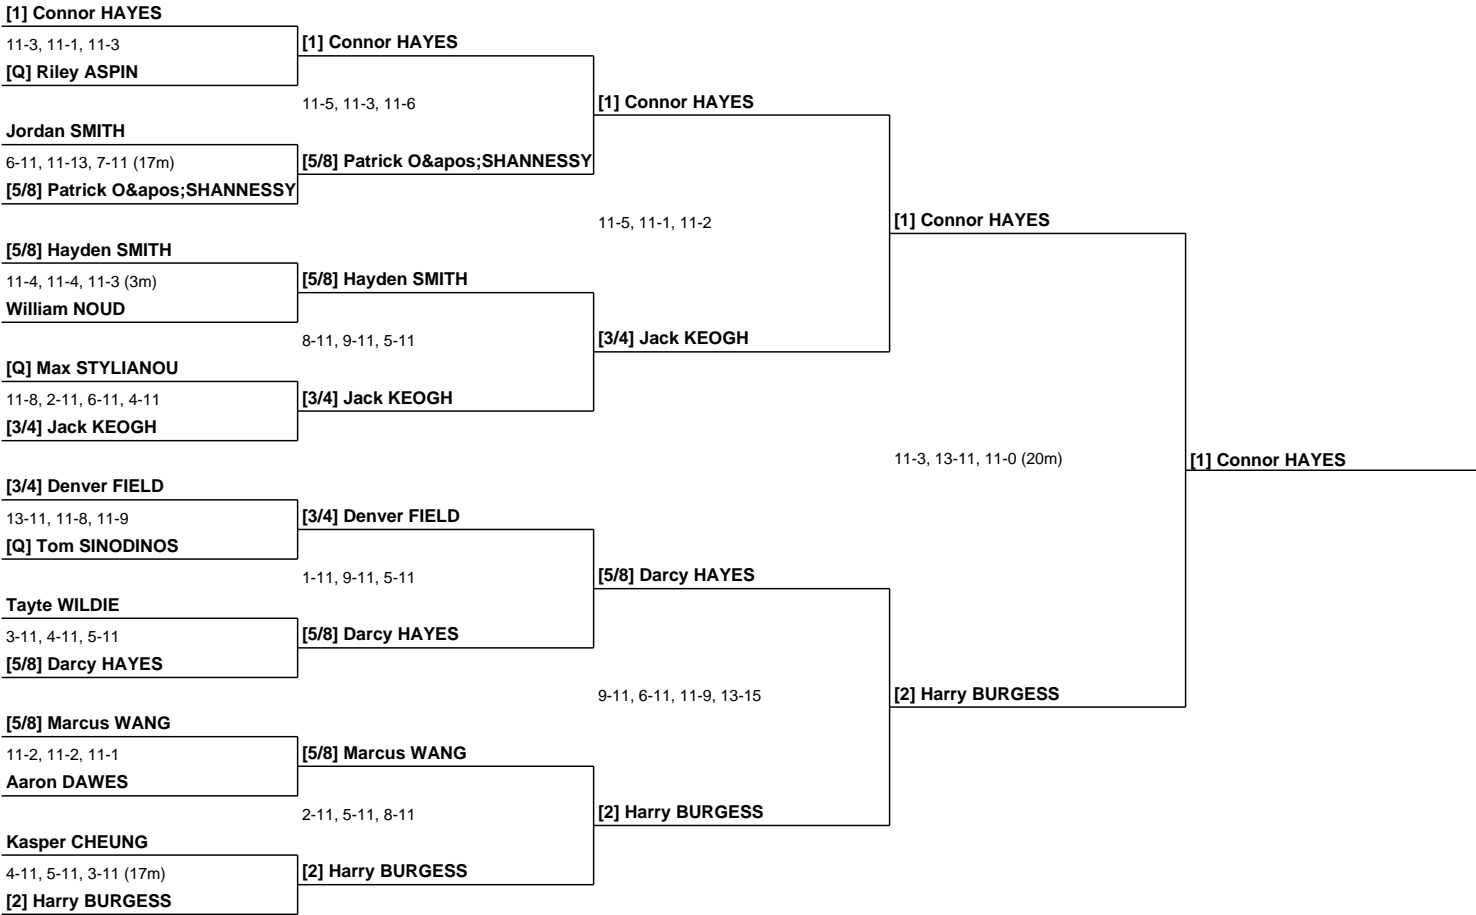 [1] Connor HAYES
11-3, 11-1, 11-3
[Q] Riley ASPIN
Jordan SMITH
6-11, 11-13, 7-11 (17m)
[5/8] Patrick O&apos;SHANNESSY
[5/8] Hayden SMITH
11-4, 11-4, 11-3 (3m)
William NOUD
[Q] Max STYLIANOU
11-8, 2-11, 6-11, 4-11
[3/4] Jack KEOGH
[3/4] Denver FIELD
13-11, 11-8, 11-9
[Q] Tom SINODINOS
Tayte WILDIE
3-11, 4-11, 5-11
[5/8] Darcy HAYES
[5/8] Marcus WANG
11-2, 11-2, 11-1
Aaron DAWES
Kasper CHEUNG
4-11, 5-11, 3-11 (17m)
[2] Harry BURGESS
[1] Connor HAYES
11-5, 11-3, 11-6
[5/8] Patrick O&apos;SHANNESSY
[5/8] Hayden SMITH
8-11, 9-11, 5-11
[3/4] Jack KEOGH
[3/4] Denver FIELD
1-11, 9-11, 5-11
[5/8] Darcy HAYES
[5/8] Marcus WANG
2-11, 5-11, 8-11
[2] Harry BURGESS
[1] Connor HAYES
11-5, 11-1, 11-2
[3/4] Jack KEOGH
[5/8] Darcy HAYES
9-11, 6-11, 11-9, 13-15
[2] Harry BURGESS
[1] Connor HAYES
11-3, 13-11, 11-0 (20m)
[2] Harry BURGESS
[1] Connor HAYES